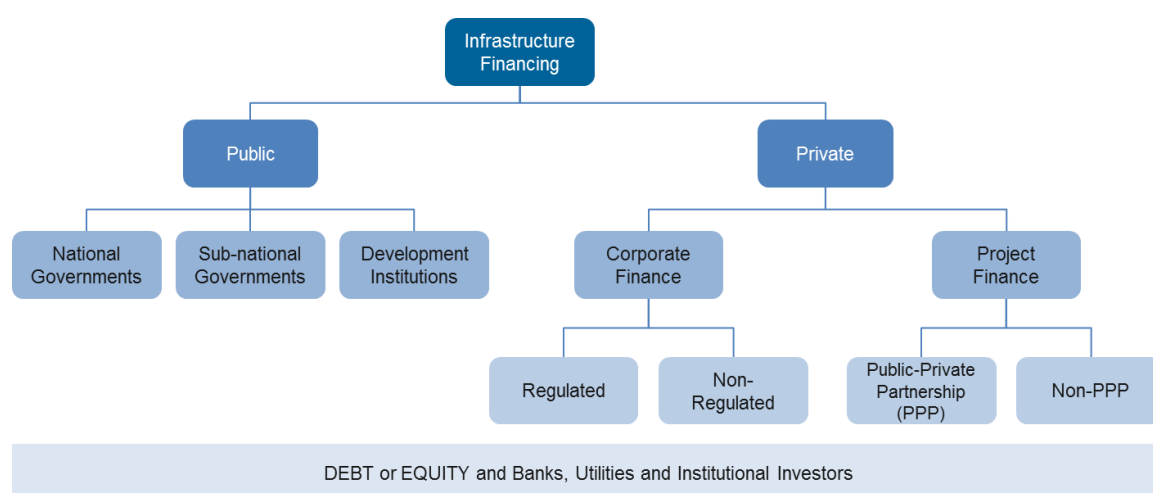 Infrastructure
Financing
Public
Private
National
Governments
Sub-national
Governments
Development
Institutions
Corporate
Finance
Project
Finance
Regulated
Non-
Regulated
Public-Private
Partnership
(PPP)
Non-PPP
DEBT or EQUITY and Banks, Utilities and Institutional Investors